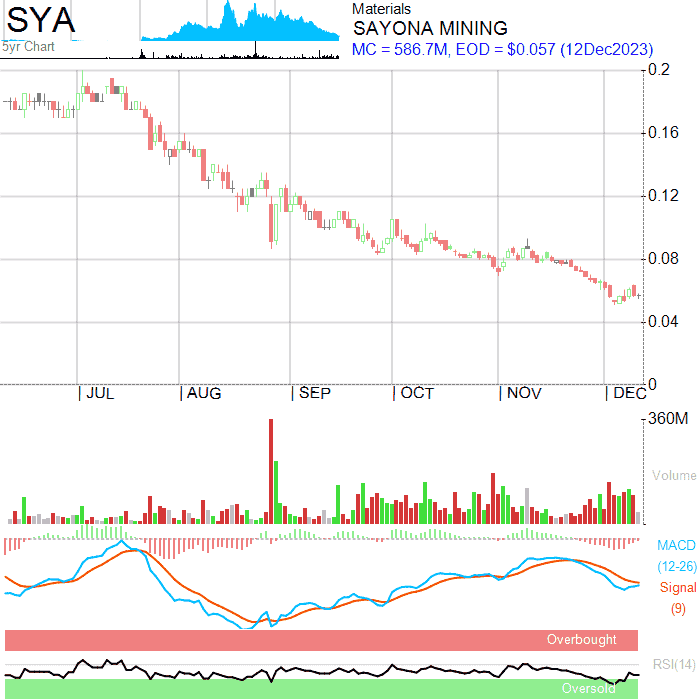 SYA
5yr Chart
Materials
SAYONA MINING
MC = 586.7M, EOD = $0.057 (12Dec2023)
0.2
0.16
0.12
0.08
0.04
0
JUL
AUG
SEP
OCT
NOV
DEC
360M
Volume
MACD
(12-26)
Signal
(9)
Overbought
RSI(14)
Oversold